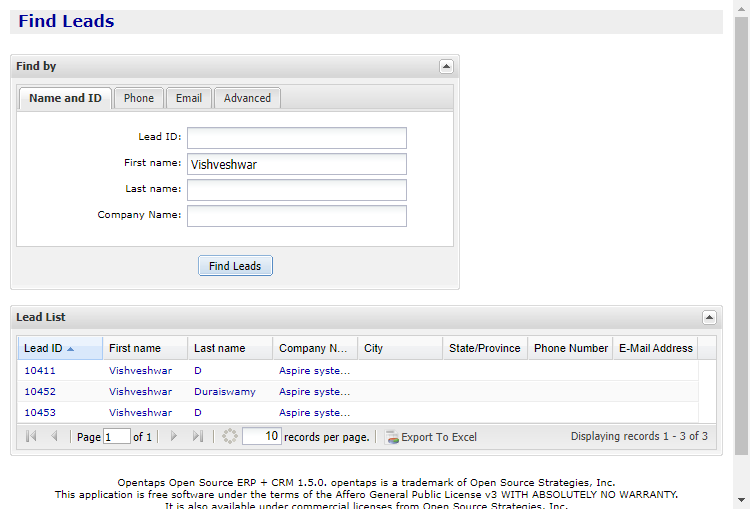 Find Leads
Find by
Name and ID Phone Email Advanced
Lead ID:
First name: Vishveshwar
Last name:
Company Name:
Find Leads
Lead List
Lead ID First name Last name Company N... City State/Province Phone Number E-Mail Address
10411 Vishveshwar D Aspire syste...
10452 Vishveshwar Duraiswamy Aspire syste...
10453 Vishveshwar D Aspire syste...
Page 1 of 1 10 records per page. Export To Excel Displaying records 1 - 3 of 3
Opentaps Open Source ERP + CRM 1.5.0. opentaps is a trademark of Open Source Strategies, Inc.
This application is free software under the terms of the Affero General Public License v3 WITH ABSOLUTELY NO WARRANTY.
It is also available under commercial licenses from Open Source Strategies, Inc.